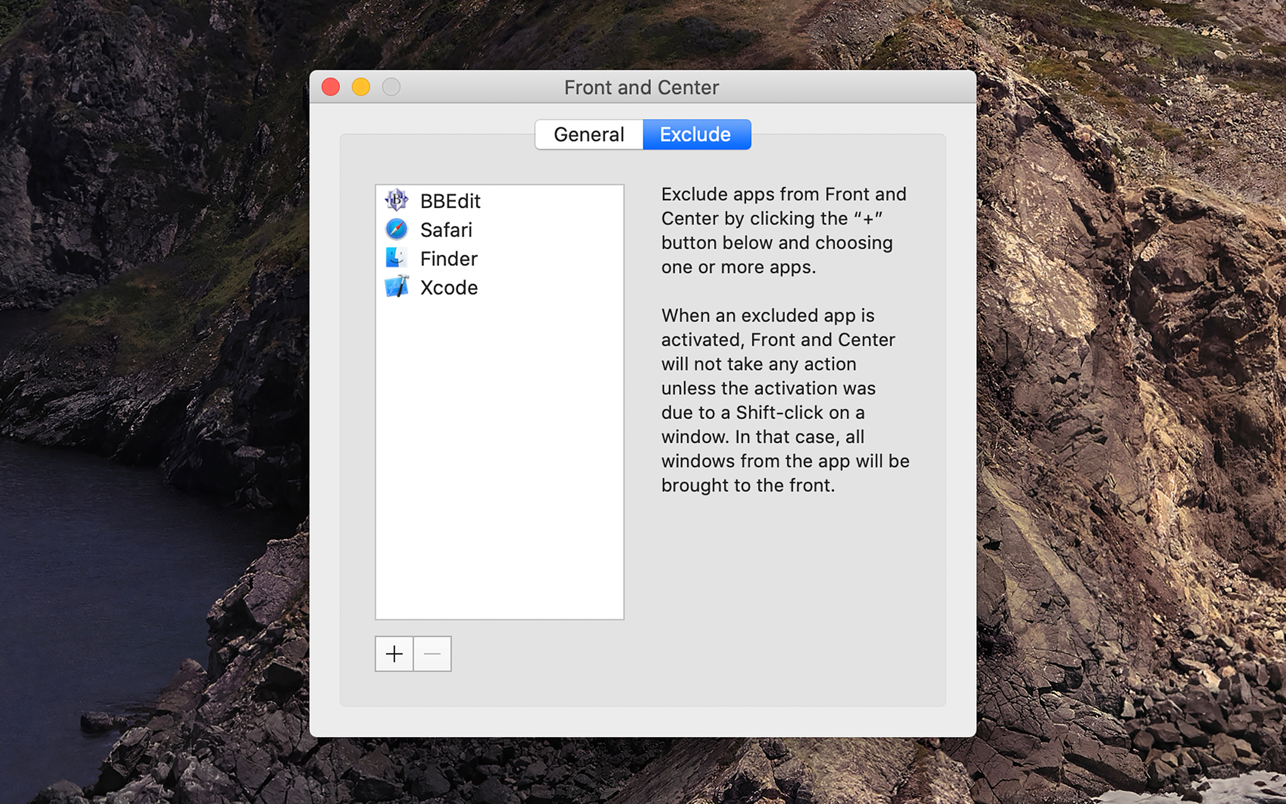 Front and Center
General
Exclude
BBEdit
Safari
Finder
Xcode
Exclude apps from Front and
Center by clicking the “+”
button below and choosing
one or more apps.
When an excluded app is
activated, Front and Center
will not take any action
unless the activation was
due to a Shift-click on a
window. In that case, all
windows from the app will be
brought to the front.